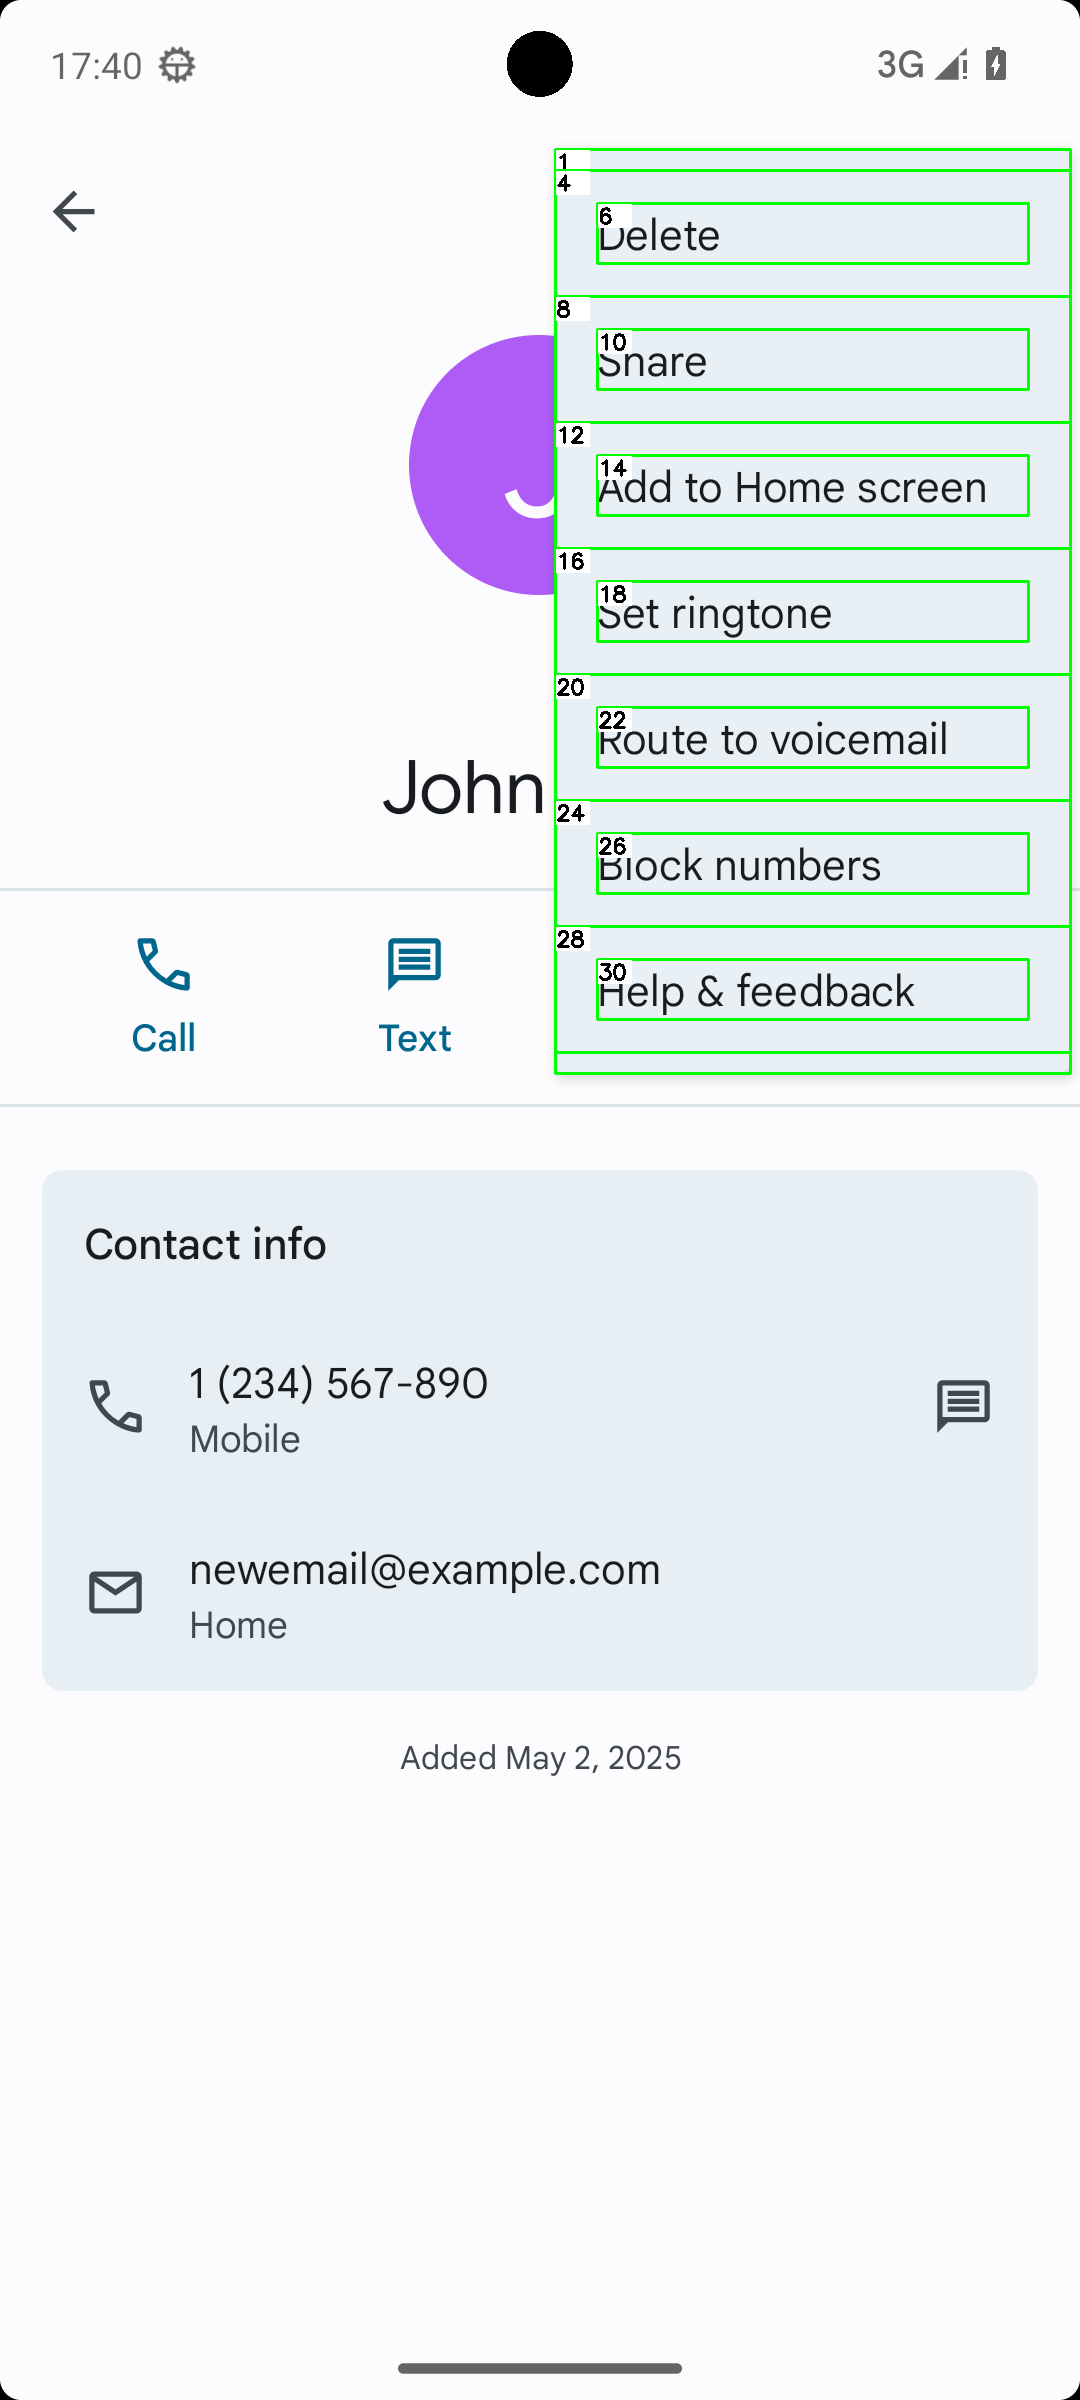 17:40
3G
1
4
6
Delete
8
10
Share
12
14
Add to Home screen
16
18
Set ringtone
20
22
Route to voicemail
John
24
26
Block numbers
28
30
Help & feedback
Call
Text
Contact info
1 (234) 567-890
Mobile
newemail@example.com
Home
Added May 2, 2025